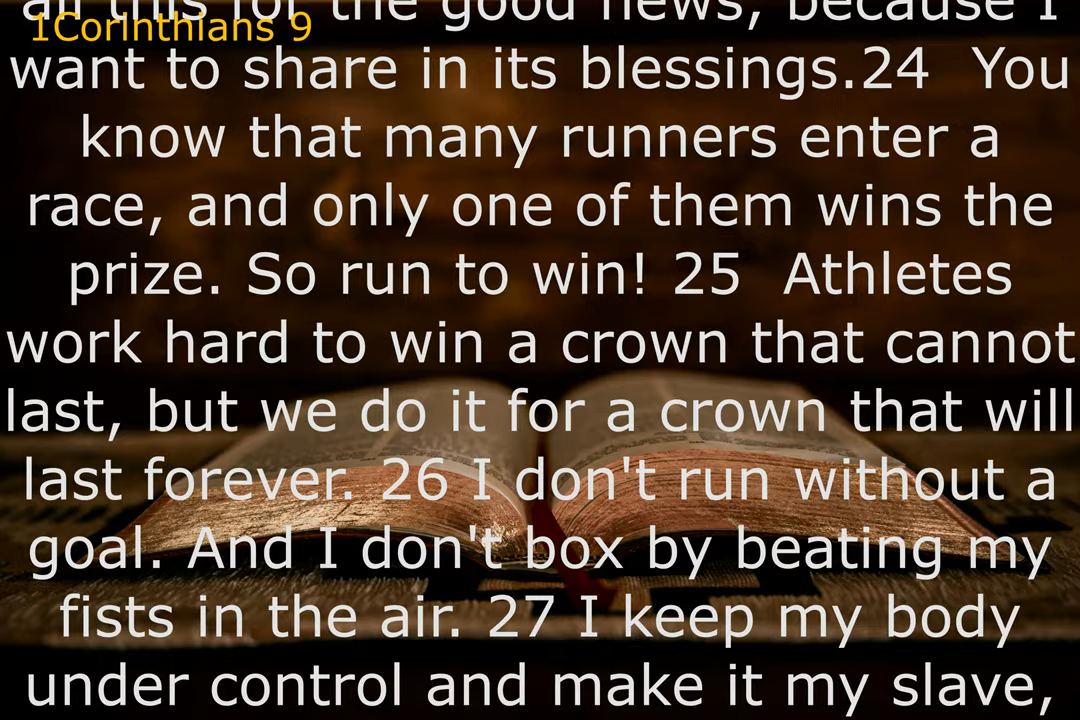 all this for the good news, because I
1Corinthians 9
want to share in its blessings.24  You
know that many runners enter a
race, and only one of them wins the
prize. So run to win! 25  Athletes
work hard to win a crown that cannot
last, but we do it for a crown that will
last forever. 26 I don't run without a
goal. And I don't box by beating my
fists in the air. 27 I keep my body
under control and make it my slave,